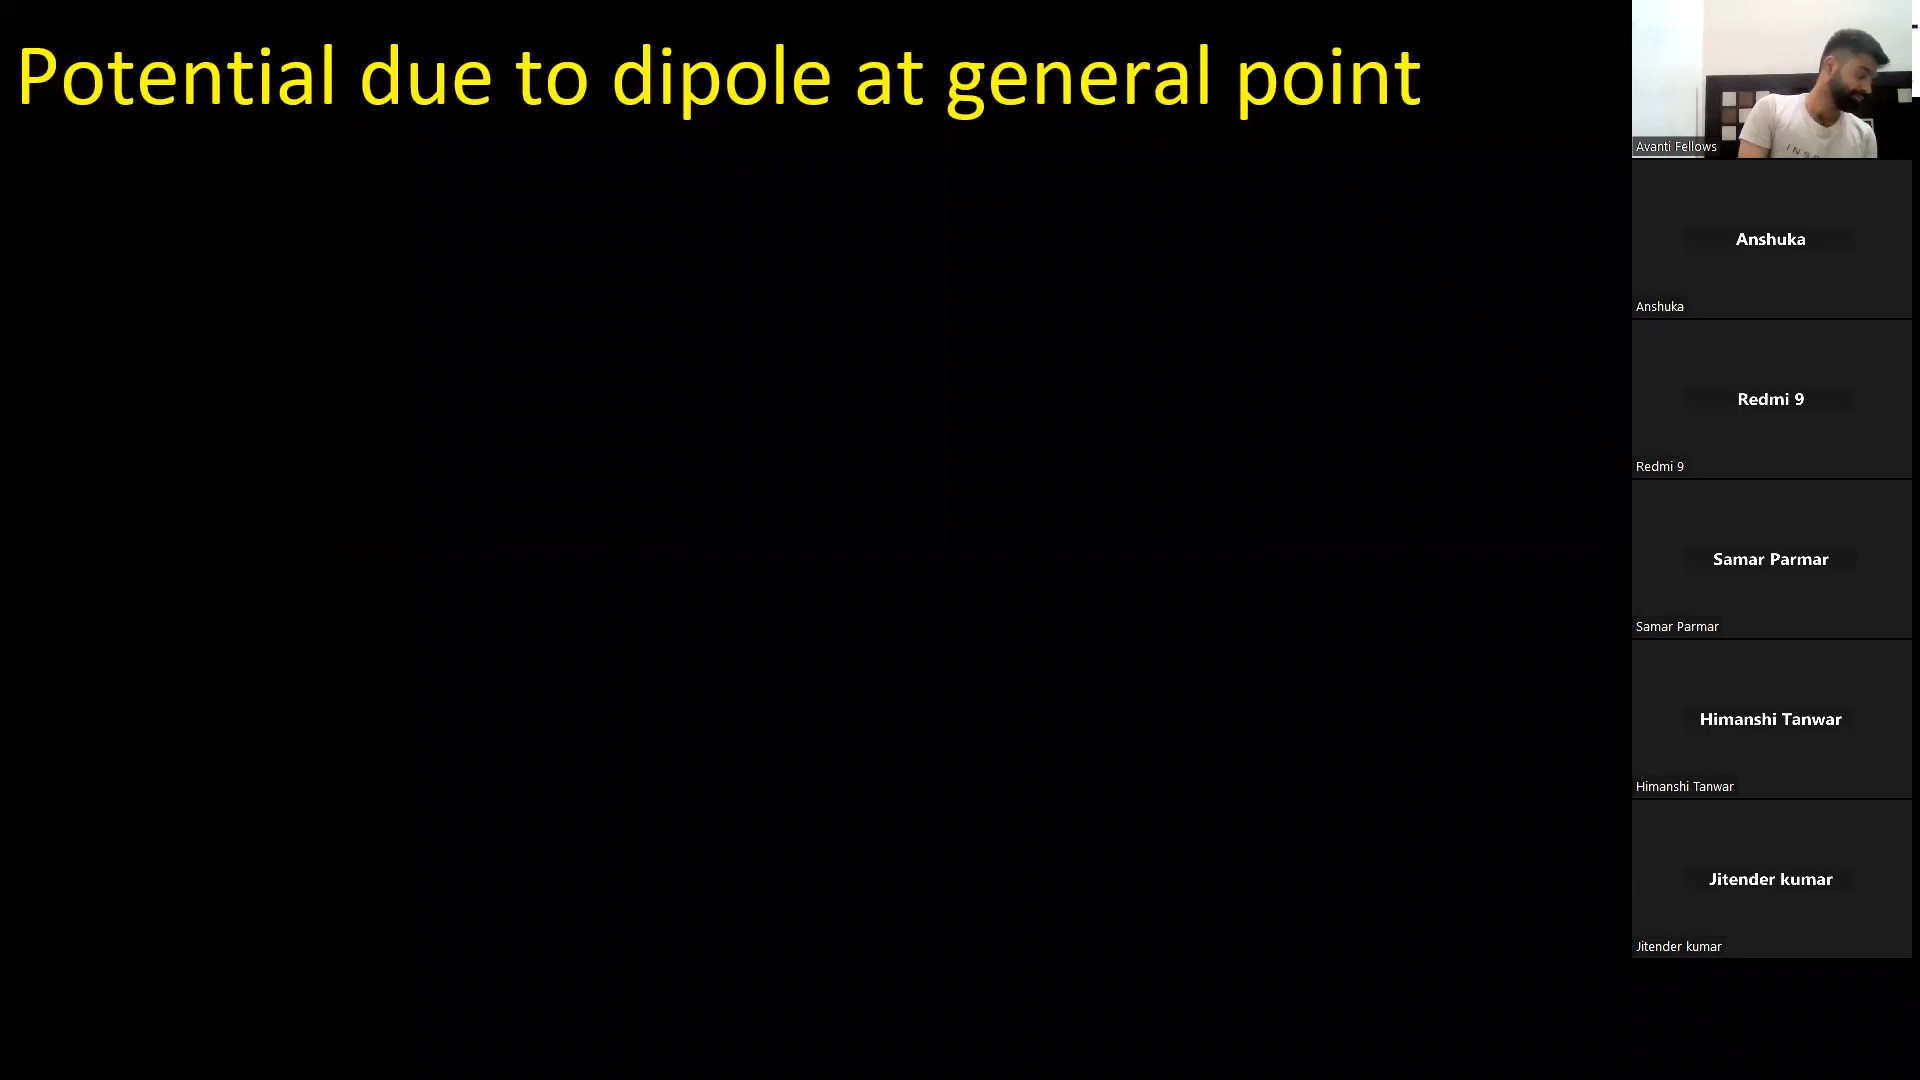 Potential due to dipole at general point
Avanti Fellows
Anshuka
Anshuka
Redmi 9
Redmi 9
Samar Parmar
Samar Parmar
Himanshi Tanwar
Himanshi Tanwar
Jitender kumar
Jitender kumar